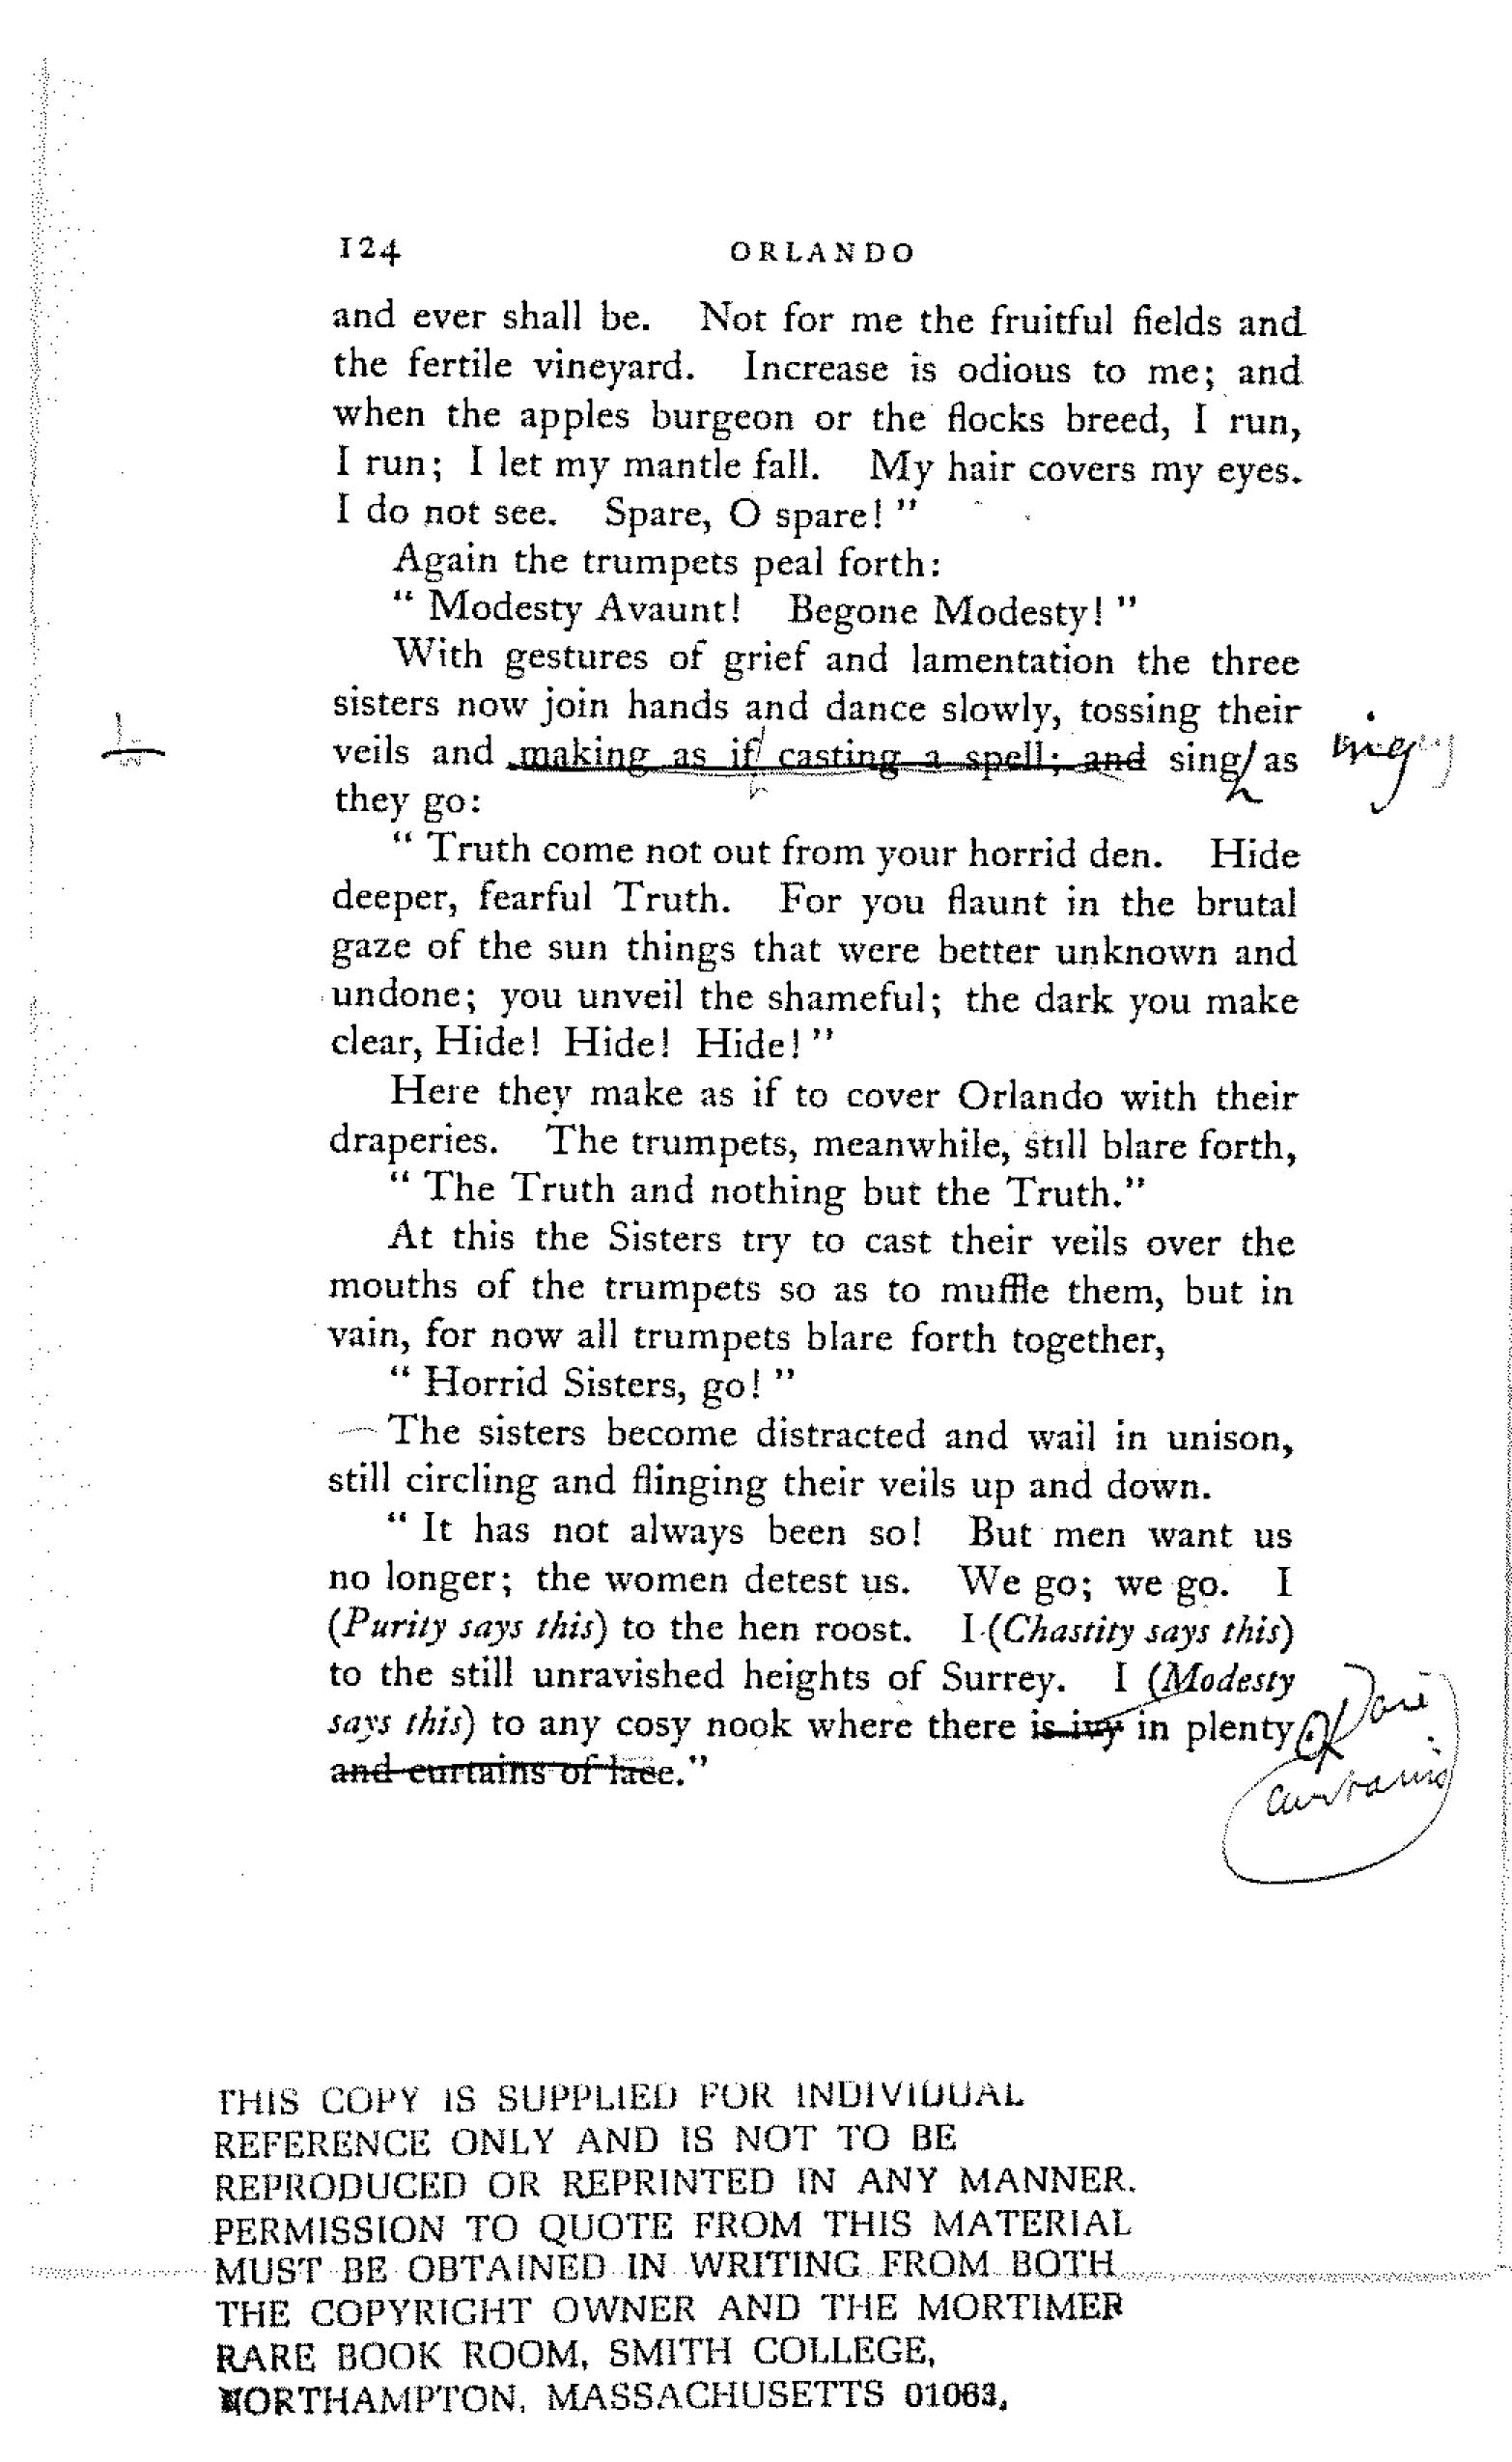 124 ORLANDO
and ever shall be. Not for me the fruitful fields and
the fertile vineyard. Increase is odious to me; and
when the apples burgeon or the flocks breed, I run,
I run; I let my mantle fall. My hair covers my eyes.
I do not see. Spare, O spare! "
Again the trumpets peal forth:
" Modesty Avaunt! Begone Modesty! "
With gestures of grief and lamentation the three
sisters now join hands and dance slowly, tossing their
veils and making as if casting a spell; and sing as
they go:
" Truth come not out from your horrid den. Hide
deeper, fearful Truth. For you flaunt in the brutal
gaze of the sun things that were better unknown and
undone; you unveil the shameful; the dark you make
clear, Hide! Hide! Hide! "
Here they make as if to cover Orlando with their
draperies. The trumpets, meanwhile, still blare forth,
" The Truth and nothing but the Truth."
At this the Sisters try to cast their veils over the
mouths of the trumpets so as to muffle them, but in
vain, for now all trumpets blare forth together,
" Horrid Sisters, go! "
The sisters become distracted and wail in unison,
still circling and flinging their veils up and down.
" It has not always been so! But men want us
no longer; the women detest us. We go; we go. I
(Purity says this) to the hen roost. I (Chastity says this)
to the still unravished heights of Surrey. I (Modesty
says this) to any cosy nook where there is ivy in plenty
and curtains of lace."
curtains
THIS COPY IS SUPPLIED FOR INDIVIDUAL
REFERENCE ONLY AND IS NOT TO BE
REPRODUCED OR REPRINTED IN ANY MANNER.
PERMISSION TO QUOTE FROM THIS MATERIAL
MUST BE OBTAINED IN WRITING FROM BOTH
THE COPYRIGHT OWNER AND THE MORTIMER
RARE BOOK ROOM, SMITH COLLEGE,
NORTHAMPTON, MASSACHUSETTS 01063.